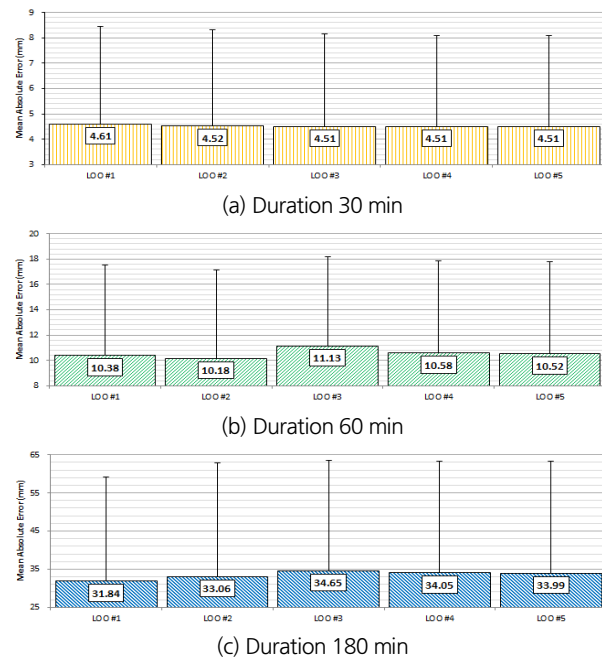 Mean Absolute Error (mm)
9
8
7
6
5
4
3
4.61
4.52
4.51
4.51
4.51
LOO #1
LOO #2
LOO #3
LOO #4
LOO #5
(a) Duration 30 min
Mean Absolute Error (mm)
20
18
16
14
12
10
8
10.38
10.18
11.13
10.58
10.52
LOO #1
LOO #2
LOO #3
LOO #4
LOO #5
(b) Duration 60 min
Mean Absolute Error (mm)
65
55
45
35
25
31.84
33.06
34.65
34.05
33.99
LOO #1
LOO #2
LOO #3
LOO #4
LOO #5
(c) Duration 180 min